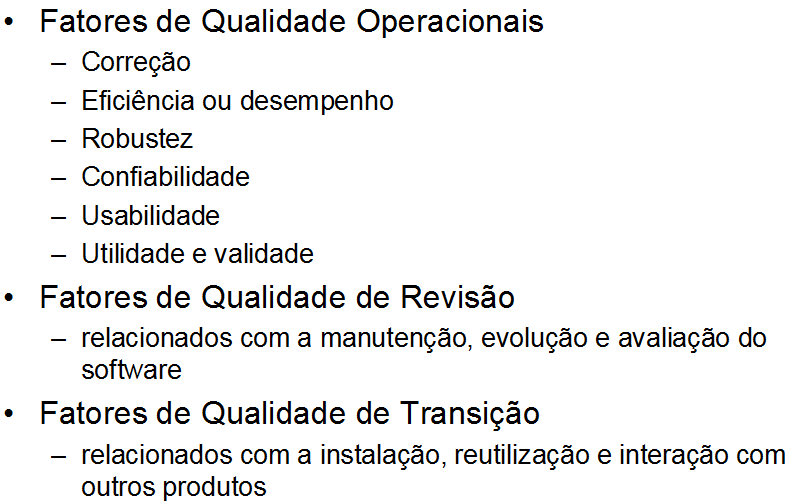 • Fatores de Qualidade Operacionais
– Correção
– Eficiência ou desempenho
– Robustez
– Confiabilidade
– Usabilidade
– Utilidade e validade
• Fatores de Qualidade de Revisão
– relacionados com a manutenção, evolução e avaliação do
software
• Fatores de Qualidade de Transição
– relacionados com a instalação, reutilização e interação com
outros produtos